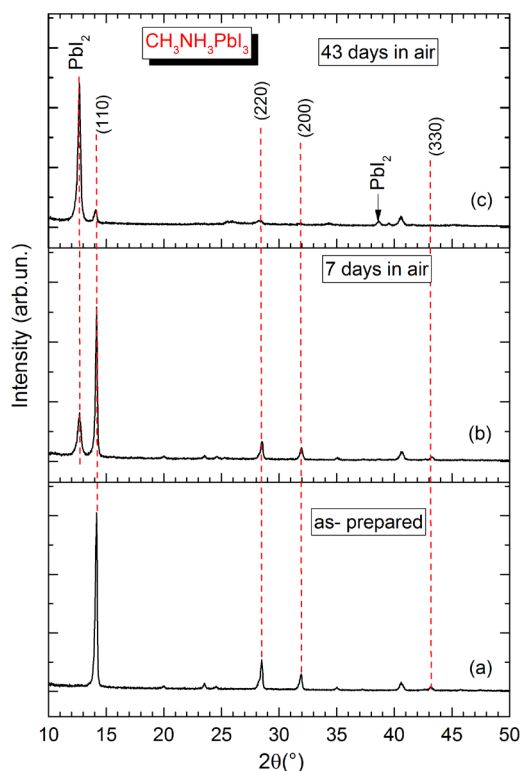 PbI₂
CH₃NH₃PbI₃
43 days in air
(110)
(220)
(200)
(330)
PbI₂
(c)
7 days in air
(b)
as- prepared
(a)
Intensity (arb.un.)
10 15 20 25 30 35 40 45 50
2θ(°)